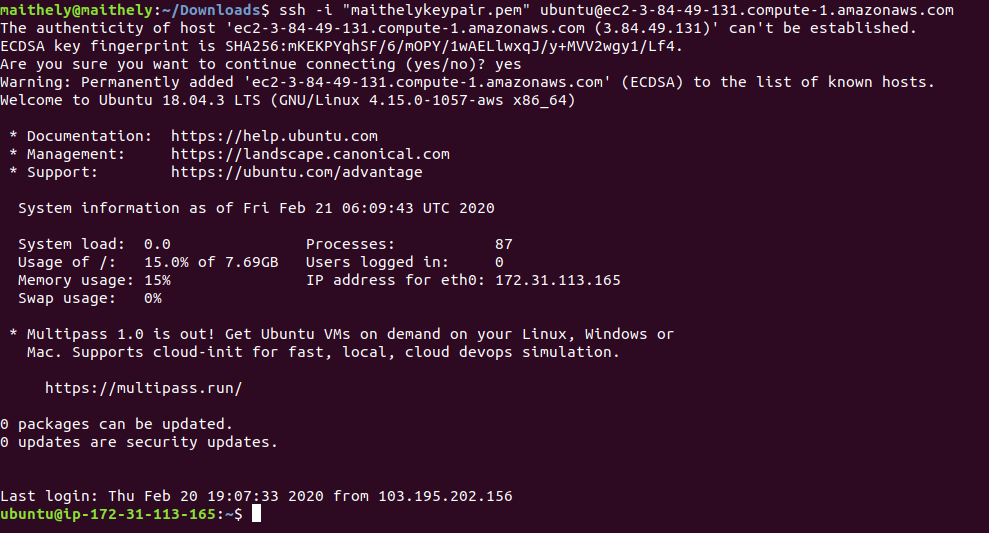 maithely@maithely:~/Downloads$ ssh -i "maithelykeypair.pem" ubuntu@ec2-3-84-49-131.compute-1.amazonaws.com
The authenticity of host 'ec2-3-84-49-131.compute-1.amazonaws.com (3.84.49.131)' can't be established.
ECDSA key fingerprint is SHA256:mKEKPYqhSF/6/mOPY/1wAELlwxqJ/y+MVV2wgy1/Lf4.
Are you sure you want to continue connecting (yes/no)? yes
Warning: Permanently added 'ec2-3-84-49-131.compute-1.amazonaws.com' (ECDSA) to the list of known hosts.
Welcome to Ubuntu 18.04.3 LTS (GNU/Linux 4.15.0-1057-aws x86_64)

 * Documentation:  https://help.ubuntu.com
 * Management:     https://landscape.canonical.com
 * Support:        https://ubuntu.com/advantage

  System information as of Fri Feb 21 06:09:43 UTC 2020

  System load:  0.0               Processes:           87
  Usage of /:   15.0% of 7.69GB   Users logged in:     0
  Memory usage: 15%               IP address for eth0: 172.31.113.165
  Swap usage:   0%

 * Multipass 1.0 is out! Get Ubuntu VMs on demand on your Linux, Windows or
   Mac. Supports cloud-init for fast, local, cloud devops simulation.

     https://multipass.run/

0 packages can be updated.
0 updates are security updates.


Last login: Thu Feb 20 19:07:33 2020 from 103.195.202.156
ubuntu@ip-172-31-113-165:~$